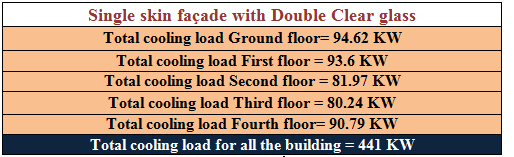 Single skin façade with Double Clear glass
Total cooling load Ground floor= 94.62 KW
Total cooling load First floor = 93.6 KW
Total cooling load Second floor = 81.97 KW
Total cooling load Third floor = 80.24 KW
Total cooling load Fourth floor= 90.79 KW
Total cooling load for all the building = 441 KW